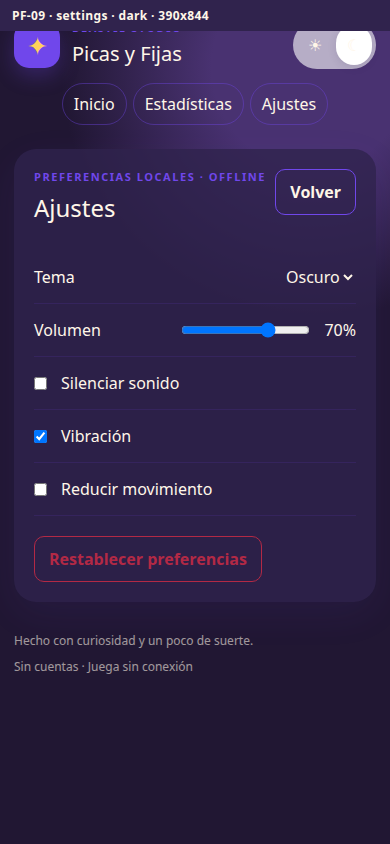 PF-09 · settings · dark · 390x844
Picas y Fijas
Inicio
Estadísticas
Ajustes
PREFERENCIAS LOCALES · OFFLINE
Ajustes
Volver
Tema
Oscuro
Volumen
70%
Silenciar sonido
Vibración
Reducir movimiento
Restablecer preferencias
Hecho con curiosidad y un poco de suerte.
Sin cuentas · Juega sin conexión